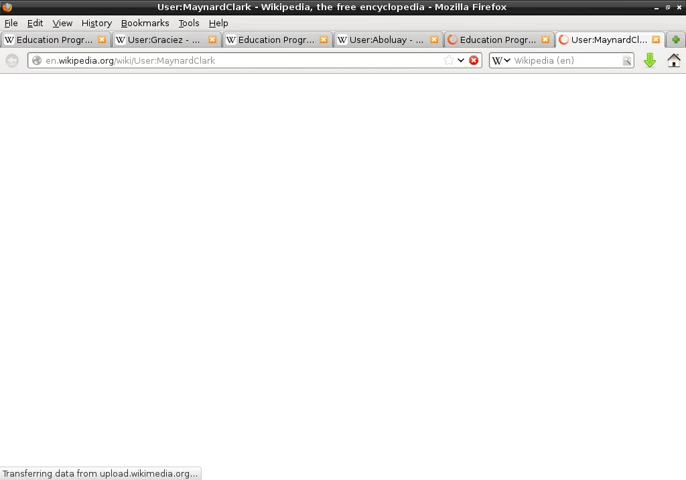 User:MaynardClark - Wikipedia, the free encyclopedia - Mozilla Firefox
File Edit View History Bookmarks Tools Help
Education Progr... User:Graciez - ... Education Progr... User:Aboluay - ... Education Progr... User:MaynardCl...
en.wikipedia.org/wiki/User:MaynardClark W Wikipedia (en)
Transferring data from upload.wikimedia.org...